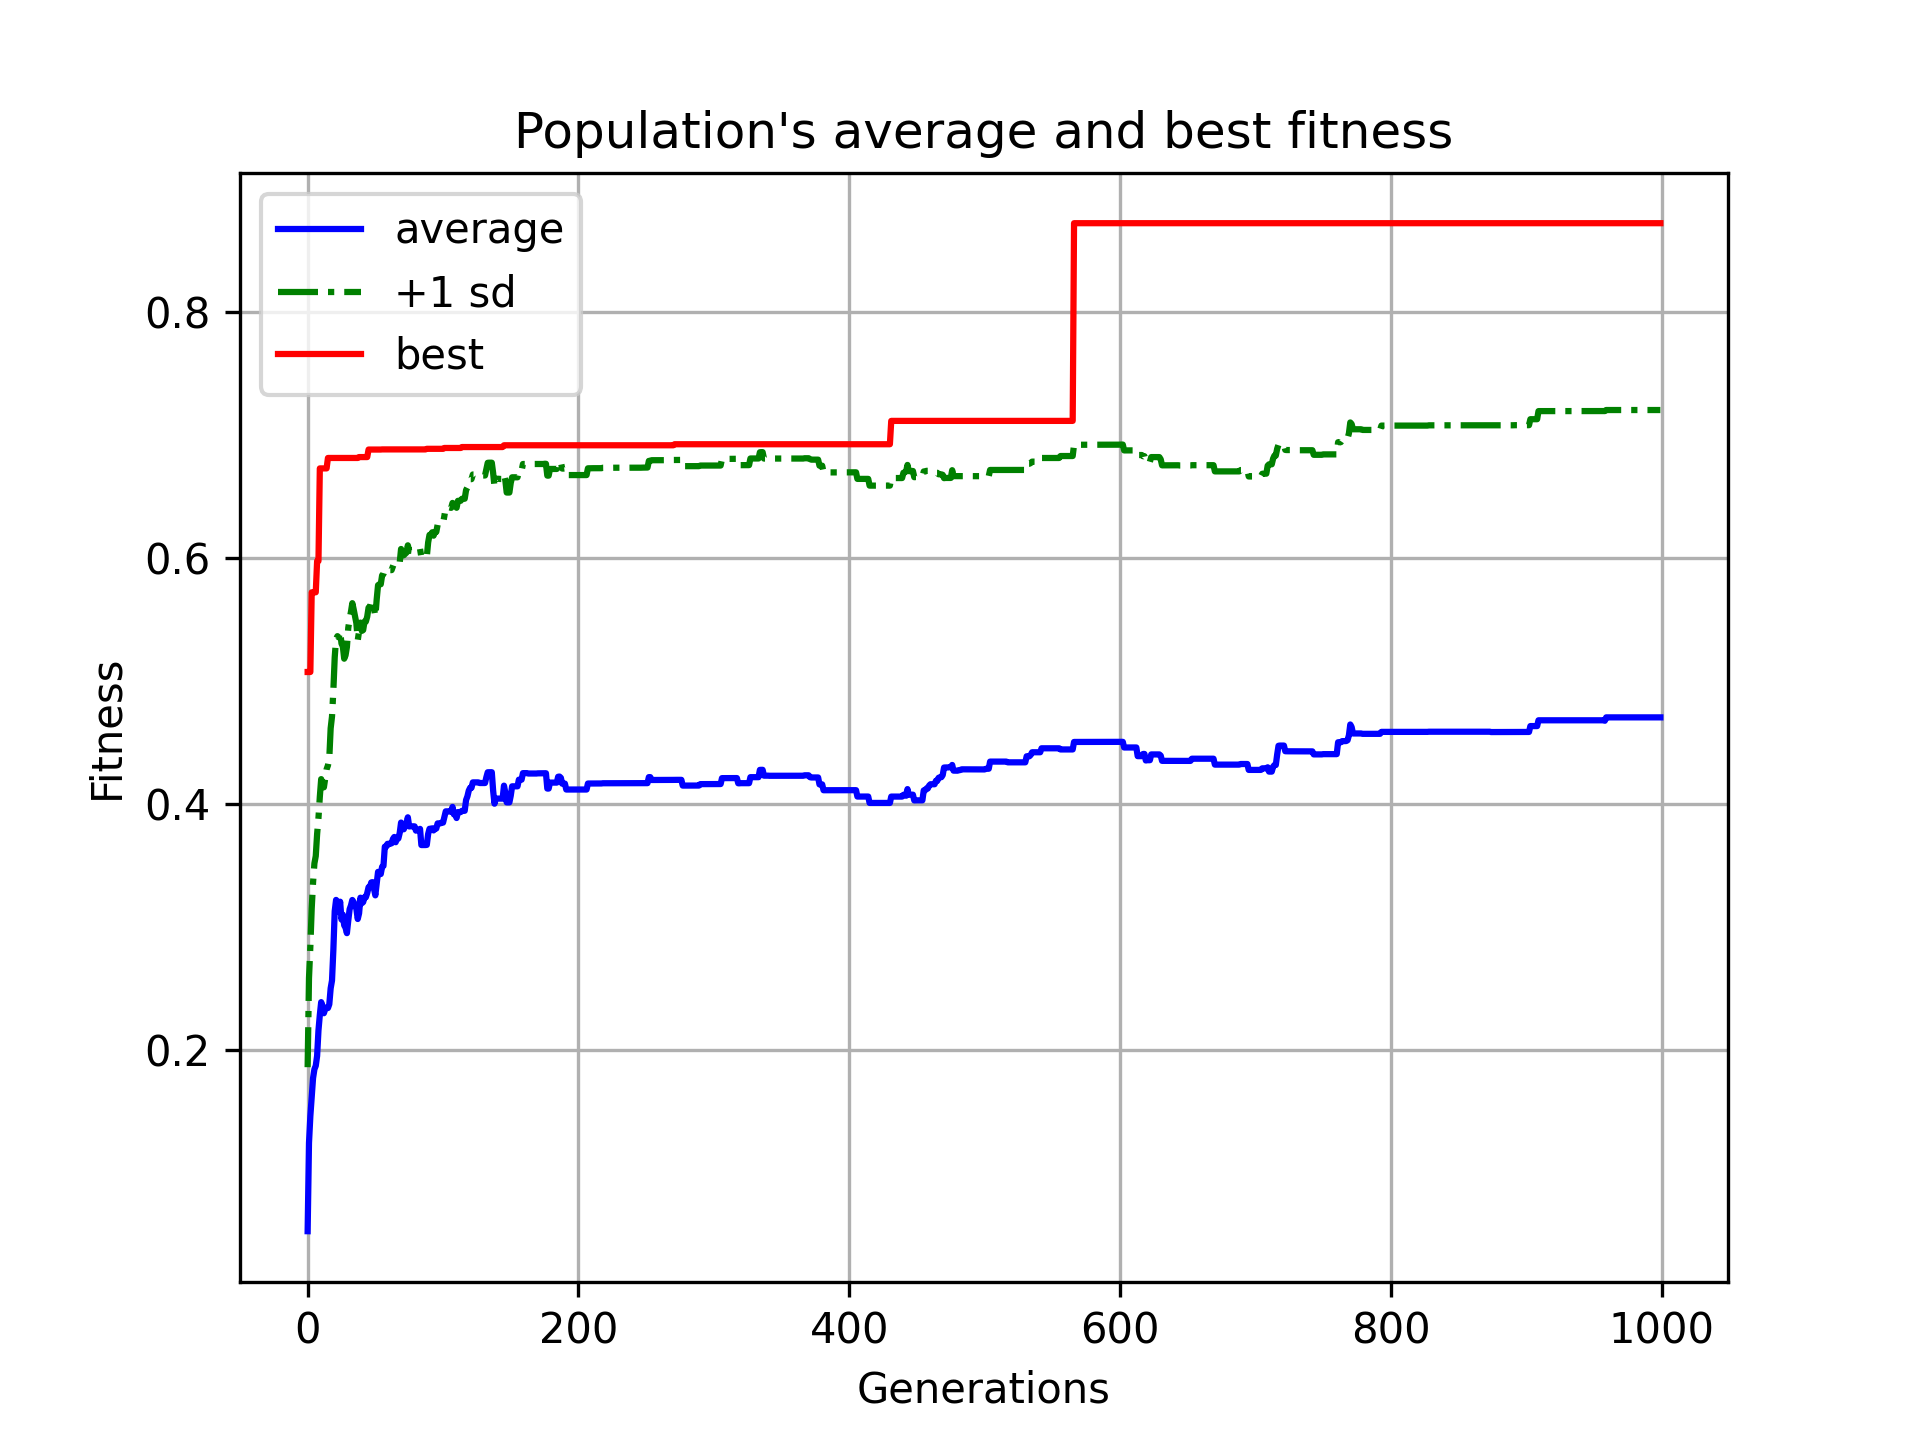 Population's average and best fitness
average
+1 sd
best
0.8
0.6
0.4
0.2
Fitness
0 200 400 600 800 1000
Generations